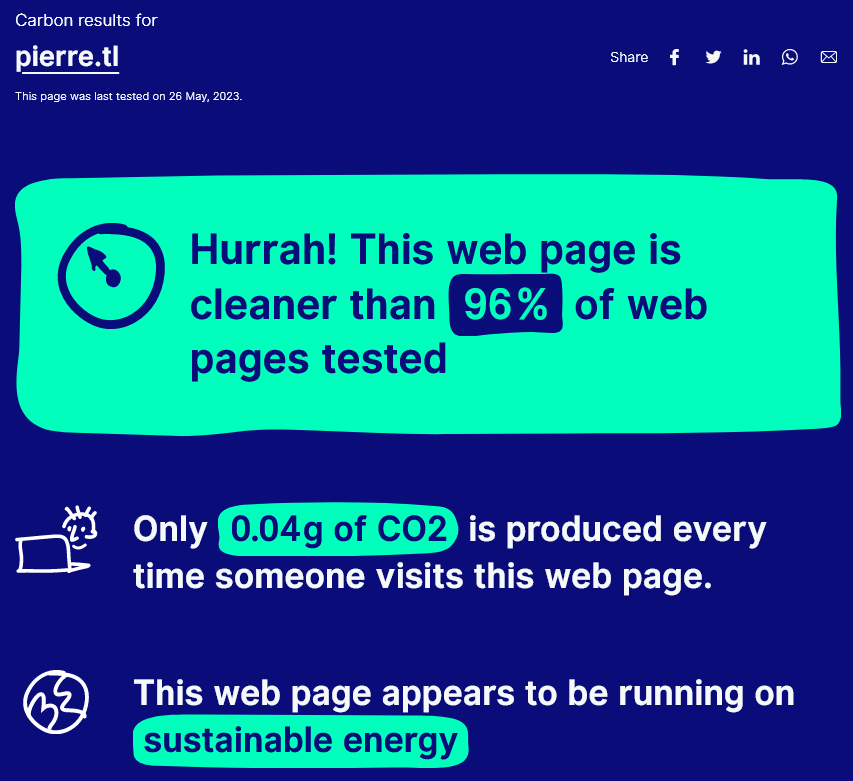 Carbon results for
pierre.tl
Share
This page was last tested on 26 May, 2023.
Hurrah! This web page is
cleaner than 96% of web
pages tested
Only 0.04g of CO2 is produced every
time someone visits this web page.
This web page appears to be running on
sustainable energy